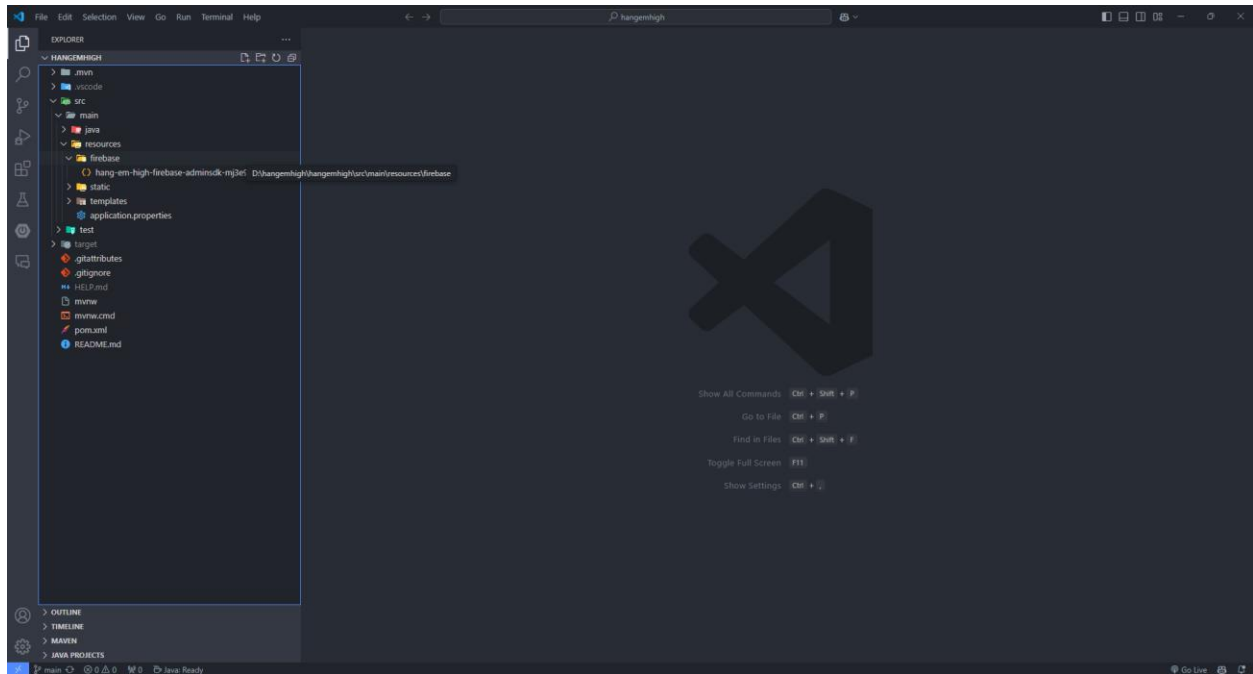 File Edit Selection View Go Run Terminal Help
hangemhigh
EXPLORER
HANGEMHIGH
.mvn
.vscode
src
main
java
resources
firebase
hang-em-high-firebase-adminsdk-mj3e
D:\hangemhigh\hangemhigh\src\main\resources\firebase
static
templates
application.properties
test
target
.gitattributes
.gitignore
HELP.md
mvnw
mvnw.cmd
pom.xml
README.md
Show All Commands Ctrl + Shift + P
Go to File Ctrl + P
Find in Files Ctrl + Shift + F
Toggle Full Screen F11
Show Settings Ctrl + ,
OUTLINE
TIMELINE
MAVEN
JAVA PROJECTS
main 0 0 0 Java: Ready Go Live